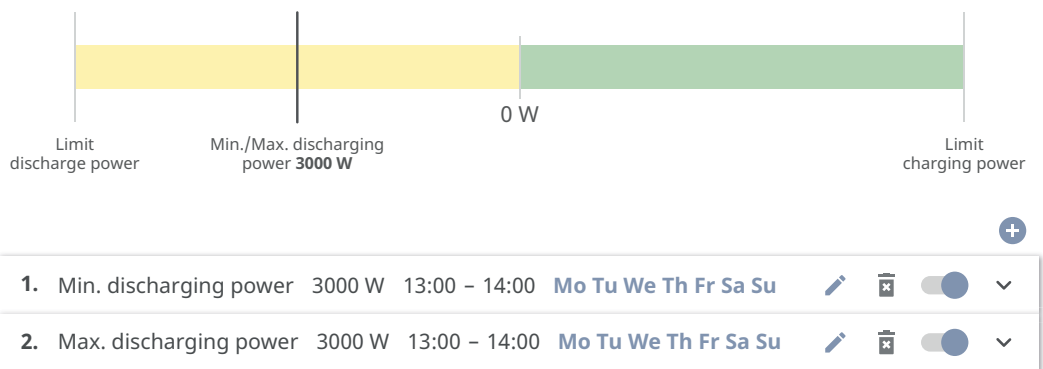 0 W
Limit
discharge power
Min./Max. discharging
power 3000 W
Limit
charging power
1. Min. discharging power 3000 W 13:00 – 14:00 Mo Tu We Th Fr Sa Su
2. Max. discharging power 3000 W 13:00 – 14:00 Mo Tu We Th Fr Sa Su